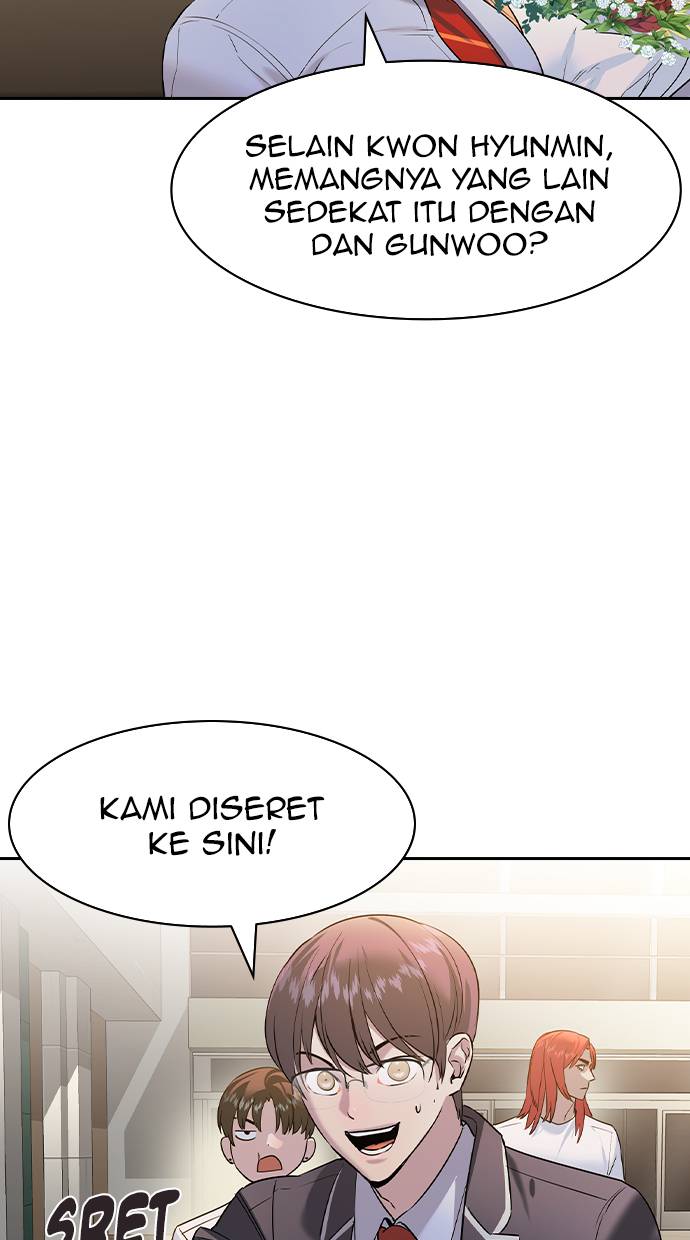 SELAIN KWON HYUNMIN,
MEMANGNYA YANG LAIN
SEDEKAT ITU DENGAN
DAN GUNWOO?
KAMI DISERET
KE SINI!
SRET